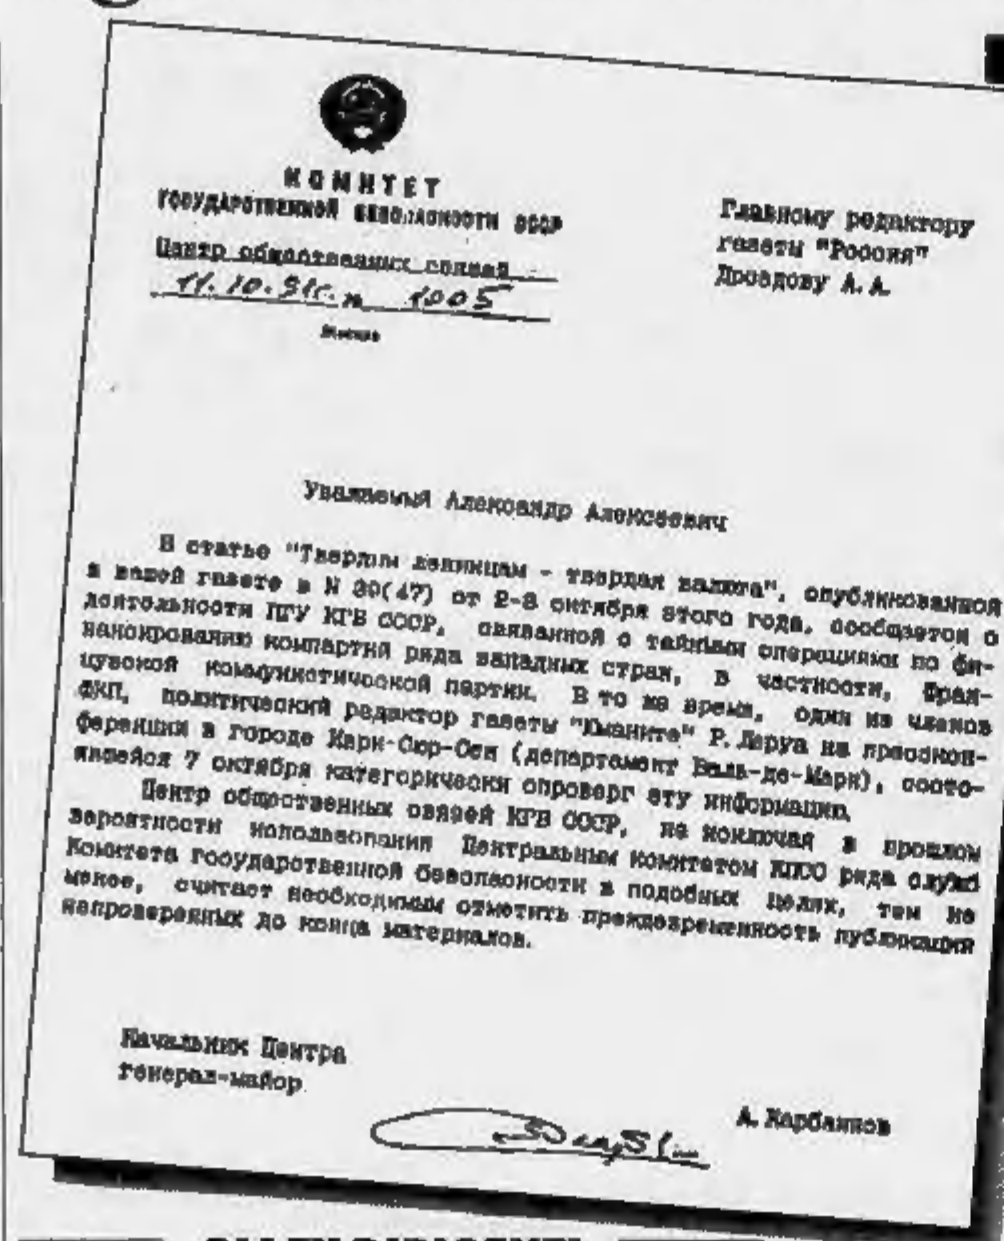 КОМИТЕТ
ГОСУДАРСТВЕННОЙ БЕЗОПАСНОСТИ СССР
Центр общественных связей
11.10.91г. № 1005
Москва
Главному редактору
газеты "Россия"
Дроздову А.А.
Уважаемый Александр Алексеевич
В статье "Твердым ленинцам - твердая валюта", опубликованной
в вашей газете в N 39(47) от 2-8 октября этого года, сообщается о
деятельности ПГУ КГБ СССР, связанной с тайными операциями по фи-
нансированию компартий ряда западных стран, в частности, Фран-
цузской коммунистической партии. В то же время, один из членов
ФКП, политический редактор газеты "Юманите" Р.Леруа на прессконф-
ференции в городе Иври-Сюр-Сен (департамент Валь-де-Марн), состо-
явшейся 7 октября категорически опроверг эту информацию.
Центр общественных связей КГБ СССР, не исключая в прошлом
вероятности использования Центральным комитетом КПСС ряда служб
Комитета государственной безопасности в подобных целях, тем не
менее, считает необходимым отметить преждевременность публикации
непроверенных до конца материалов.
Начальник Центра
генерал-майор
А.Карбаинов